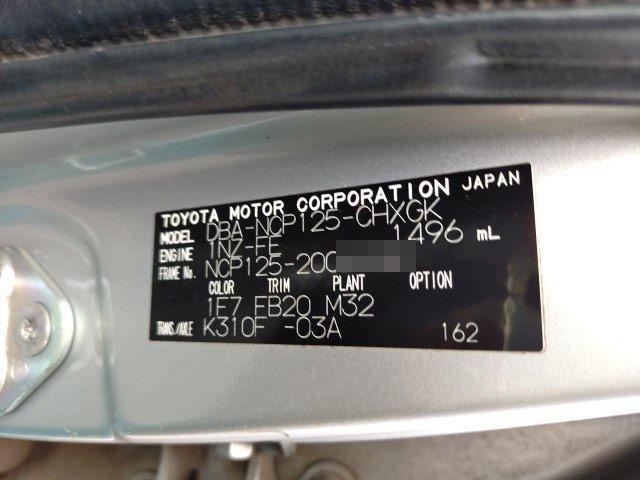 TOYOTA MOTOR CORPORATION JAPAN
MODEL DBA-NCP125-CHXGK
ENGINE 1NZ-FE 1496 mL
FRAME No. NCP125-200
COLOR TRIM PLANT OPTION
1F7 FB20 M32
TRANS./AXLE K310F -03A 162